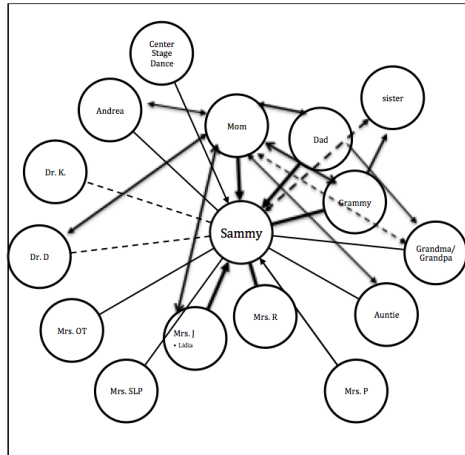 Center
Stage
Dance
sister
Andrea
Mom
Dad
Dr. K.
Grammy
Sammy
Grandma/
Grandpa
Dr. D
Mrs. OT
Mrs. J
• Lidia
Mrs. R
Auntie
Mrs. SLP
Mrs. P